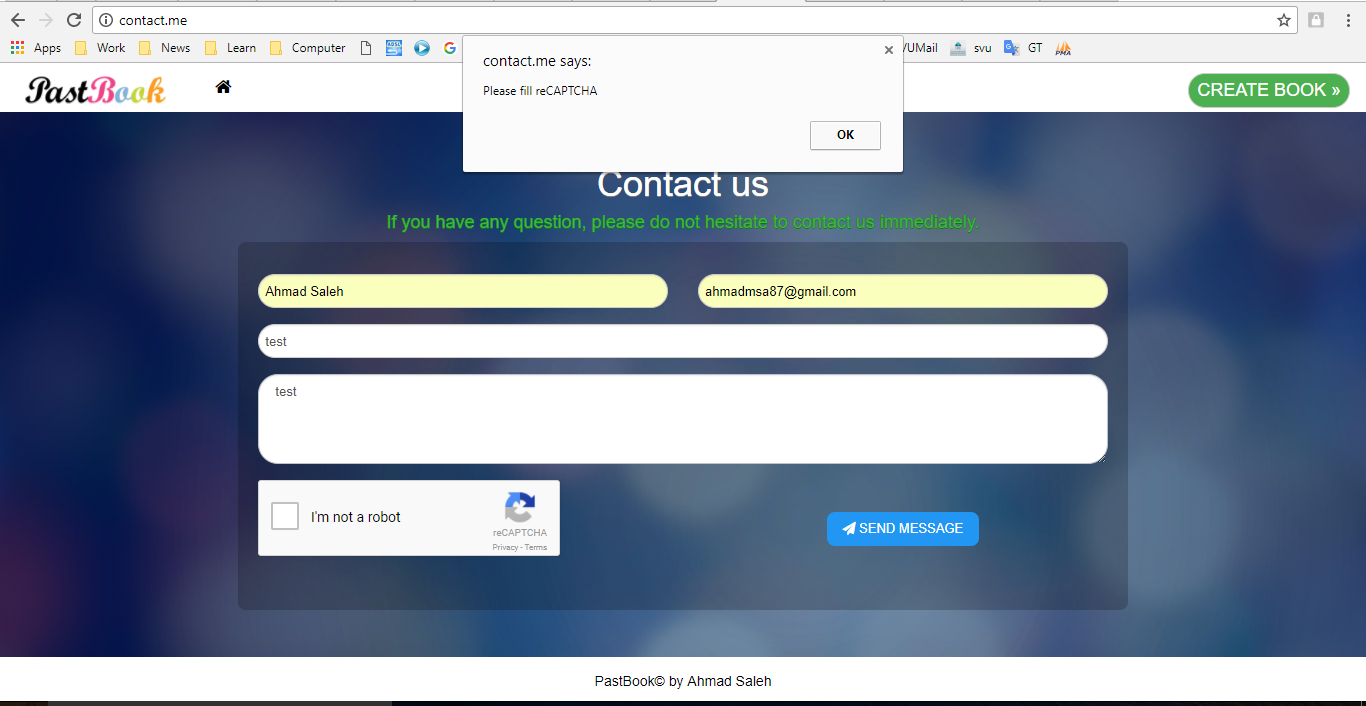 contact.me
Apps Work News Learn Computer /UMail svu GT
PMA
contact.me says:
Please fill reCAPTCHA
OK
PastBook
CREATE BOOK »
Contact us
If you have any question, please do not hesitate to contact us immediately.
Ahmad Saleh ahmadmsa87@gmail.com
test
test
I'm not a robot
reCAPTCHA
Privacy - Terms
SEND MESSAGE
PastBook© by Ahmad Saleh